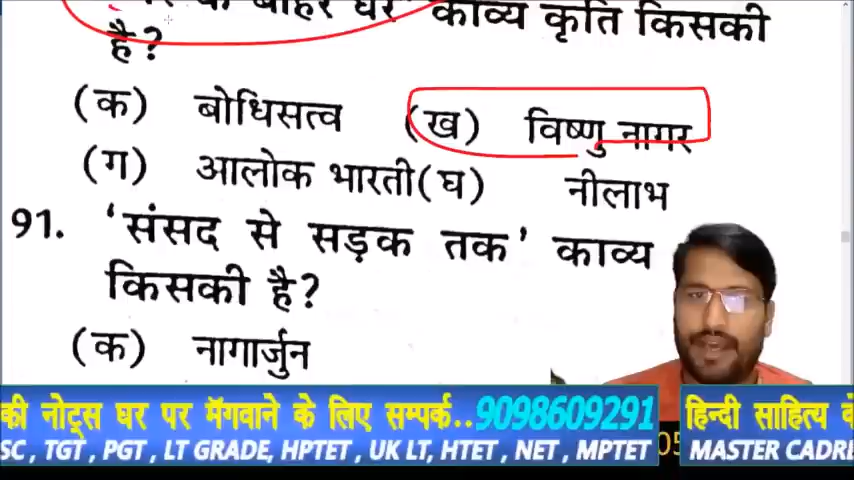 के बाहर घर' काव्य कृति किसकी
है?
(क) बोधिसत्व (ख) विष्णु नागर
(ग) आलोक भारती (घ) नीलाभ
91. 'संसद से सड़क तक' काव्य
किसकी है?
(क) नागार्जुन
की नोट्स घर पर मँगवाने के लिए सम्पर्क..9098609291 हिन्दी साहित्य
SC , TGT , PGT , LT GRADE, HPTET , UK LT, HTET , NET , MPTET 05 MASTER CADRE